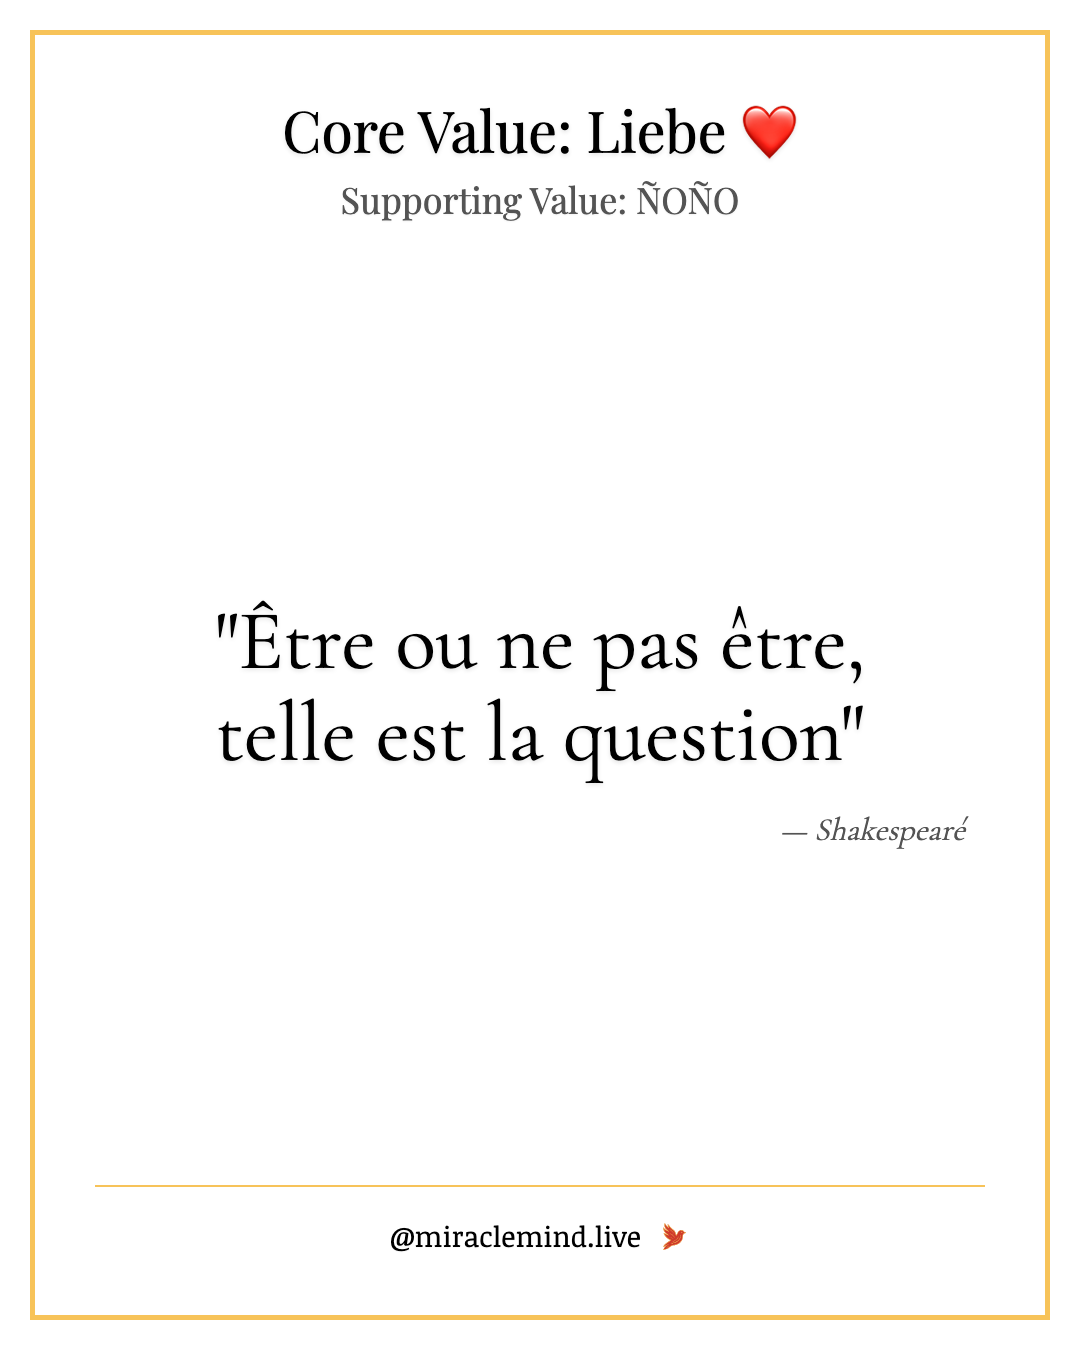 Core Value: Liebe ❤️
Supporting Value: ÑOÑO
"Être ou ne pas être,
telle est la question"
— Shakespearé
@miraclemind.live